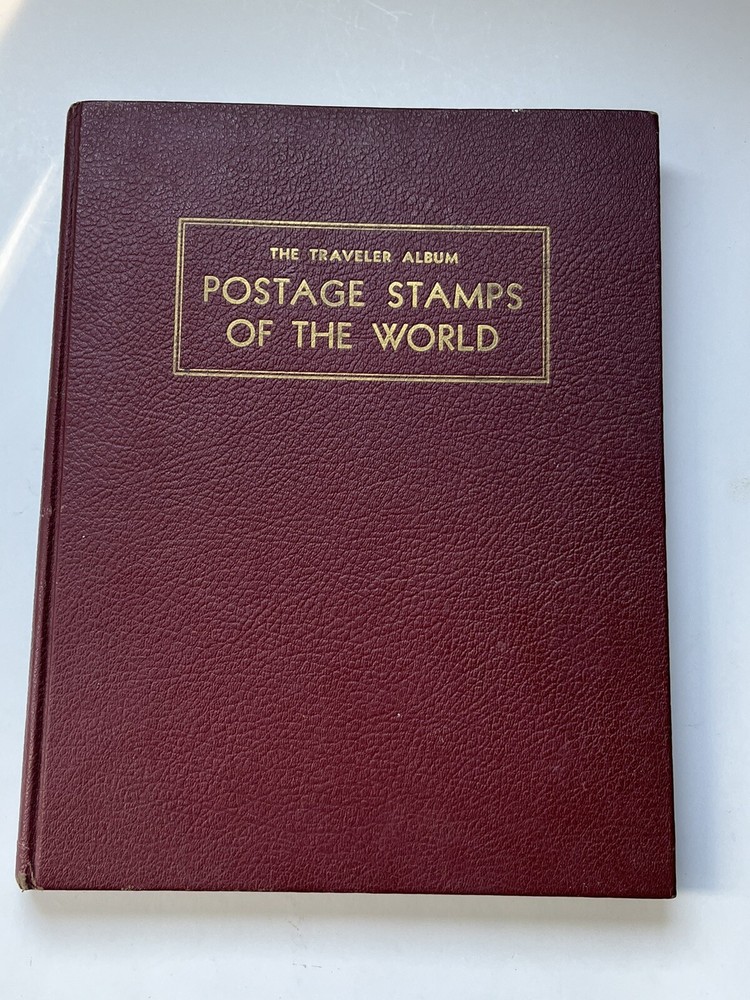 THE TRAVELER ALBUM
POSTAGE STAMPS
OF THE WORLD